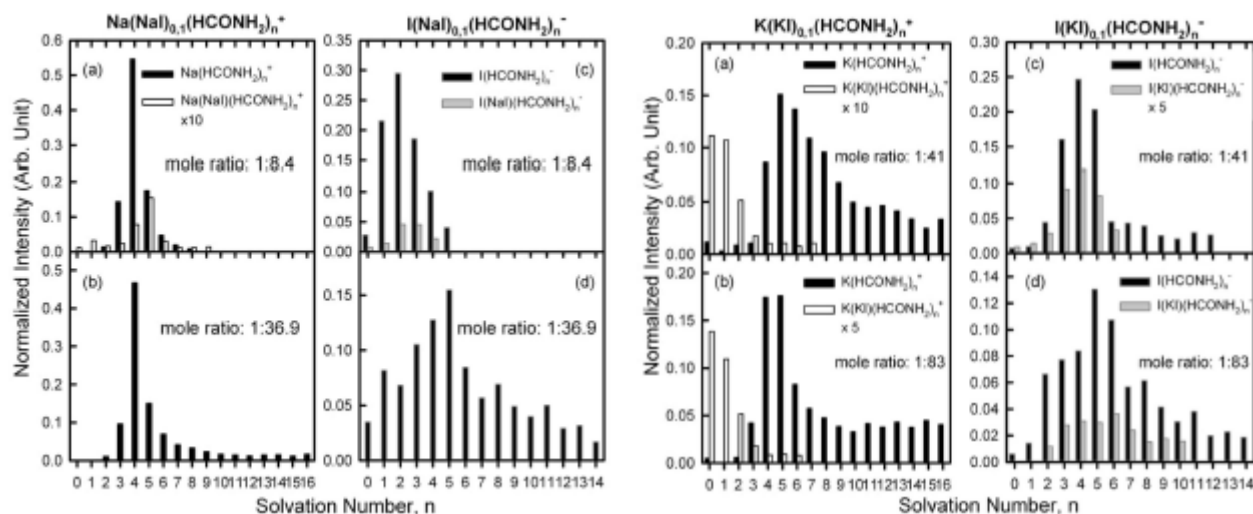 Na(NaI)0,1(HCONH2)n+
I(NaI)0,1(HCONH2)n−
K(KI)0,1(HCONH2)n+
I(KI)0,1(HCONH2)n−
Normalized Intensity (Arb. Unit)
0.6
0.5
0.4
0.3
0.2
0.1
0.0
(a)
Na(HCONH2)n+
Na(NaI)(HCONH2)n+
x10
mole ratio: 1:8.4
0.35
0.30
0.25
0.20
0.15
0.10
0.05
0.00
(c)
I(HCONH2)n−
I(NaI)(HCONH2)n−
mole ratio: 1:8.4
0.5
0.4
0.3
0.2
0.1
0.0
(b)
mole ratio: 1:36.9
0 1 2 3 4 5 6 7 8 9 10 11 12 13 14 15 16
0.15
0.10
0.05
0.00
(d)
mole ratio: 1:36.9
0 1 2 3 4 5 6 7 8 9 10 11 12 13 14
Solvation Number, n
Normalized Intensity (Arb. Unit)
0.20
0.15
0.10
0.05
0.00
(a)
K(HCONH2)n+
K(KI)(HCONH2)n+
x 10
mole ratio: 1:41
0.30
0.25
0.20
0.15
0.10
0.05
0.00
(c)
I(HCONH2)n−
I(KI)(HCONH2)n−
x 5
mole ratio: 1:41
0.20
0.15
0.10
0.05
0.00
(b)
K(HCONH2)n+
K(KI)(HCONH2)n+
x 5
mole ratio: 1:83
0 1 2 3 4 5 6 7 8 9 10 11 12 13 14 15 16
0.14
0.12
0.10
0.08
0.06
0.04
0.02
0.00
(d)
I(HCONH2)n−
I(KI)(HCONH2)n−
mole ratio: 1:83
0 1 2 3 4 5 6 7 8 9 10 11 12 13 14
Solvation Number, n